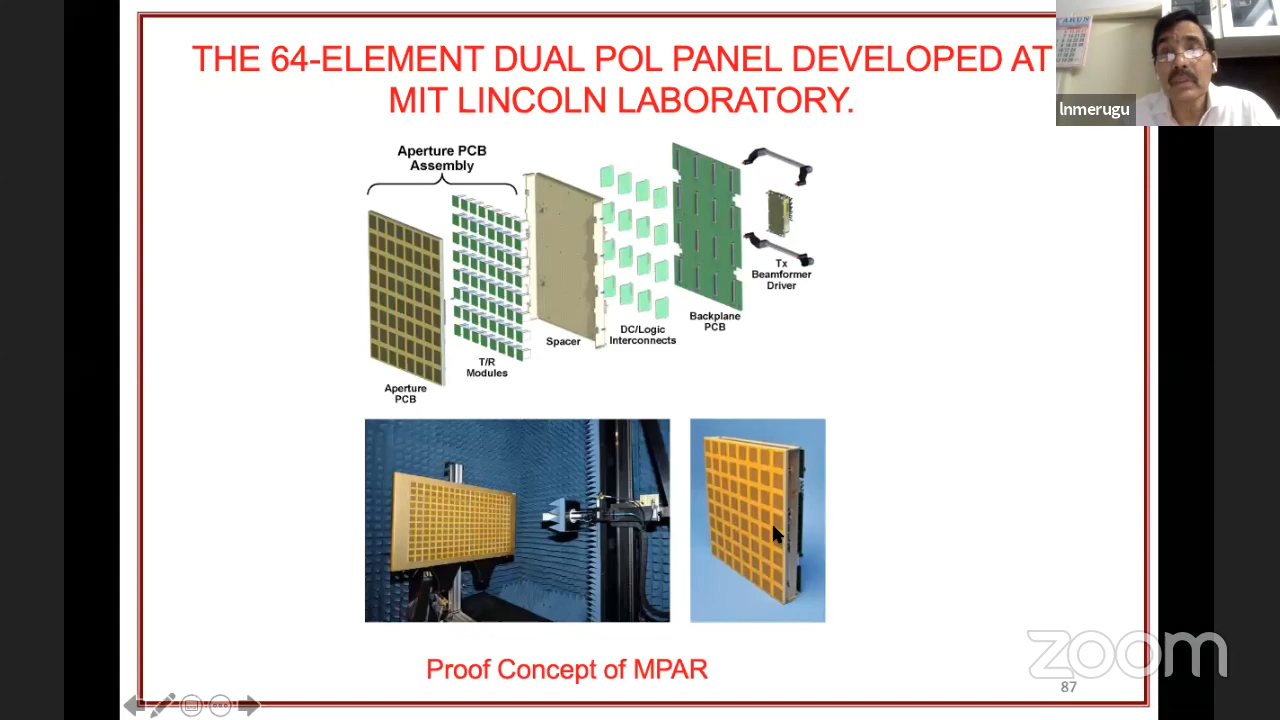 THE 64-ELEMENT DUAL POL PANEL DEVELOPED AT
MIT LINCOLN LABORATORY.
lnmerugu
Aperture PCB
Assembly
Tx
Beamformer
Driver
Backplane
PCB
DC/Logic
Interconnects
Spacer
T/R
Modules
Aperture
PCB
Proof Concept of MPAR
zoom
87